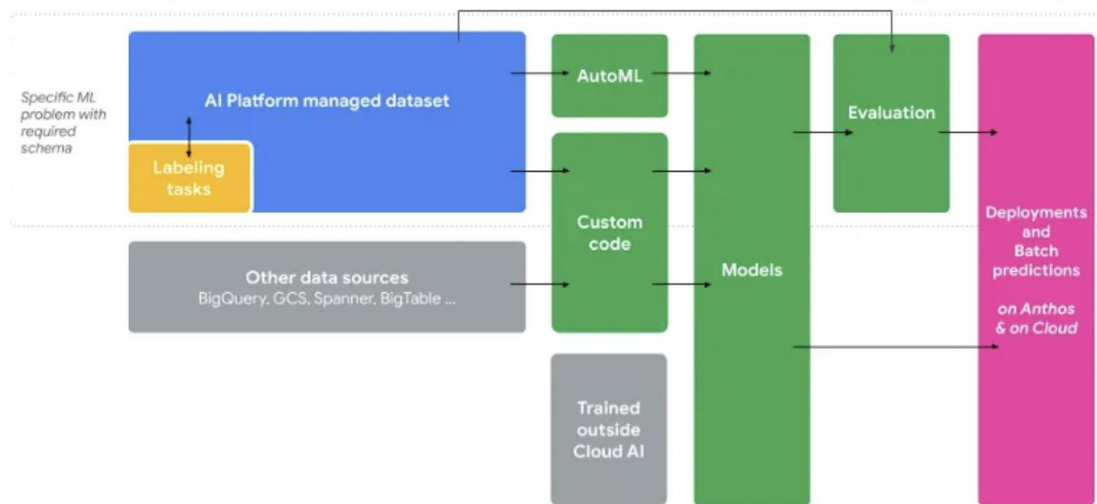 Specific ML
problem with
required
schema
AI Platform managed dataset
Labeling
tasks
Other data sources
BigQuery, GCS, Spanner, BigTable ...
AutoML
Custom
code
Trained
outside
Cloud AI
Models
Evaluation
Deployments
and
Batch
predictions
on Anthos
& on Cloud